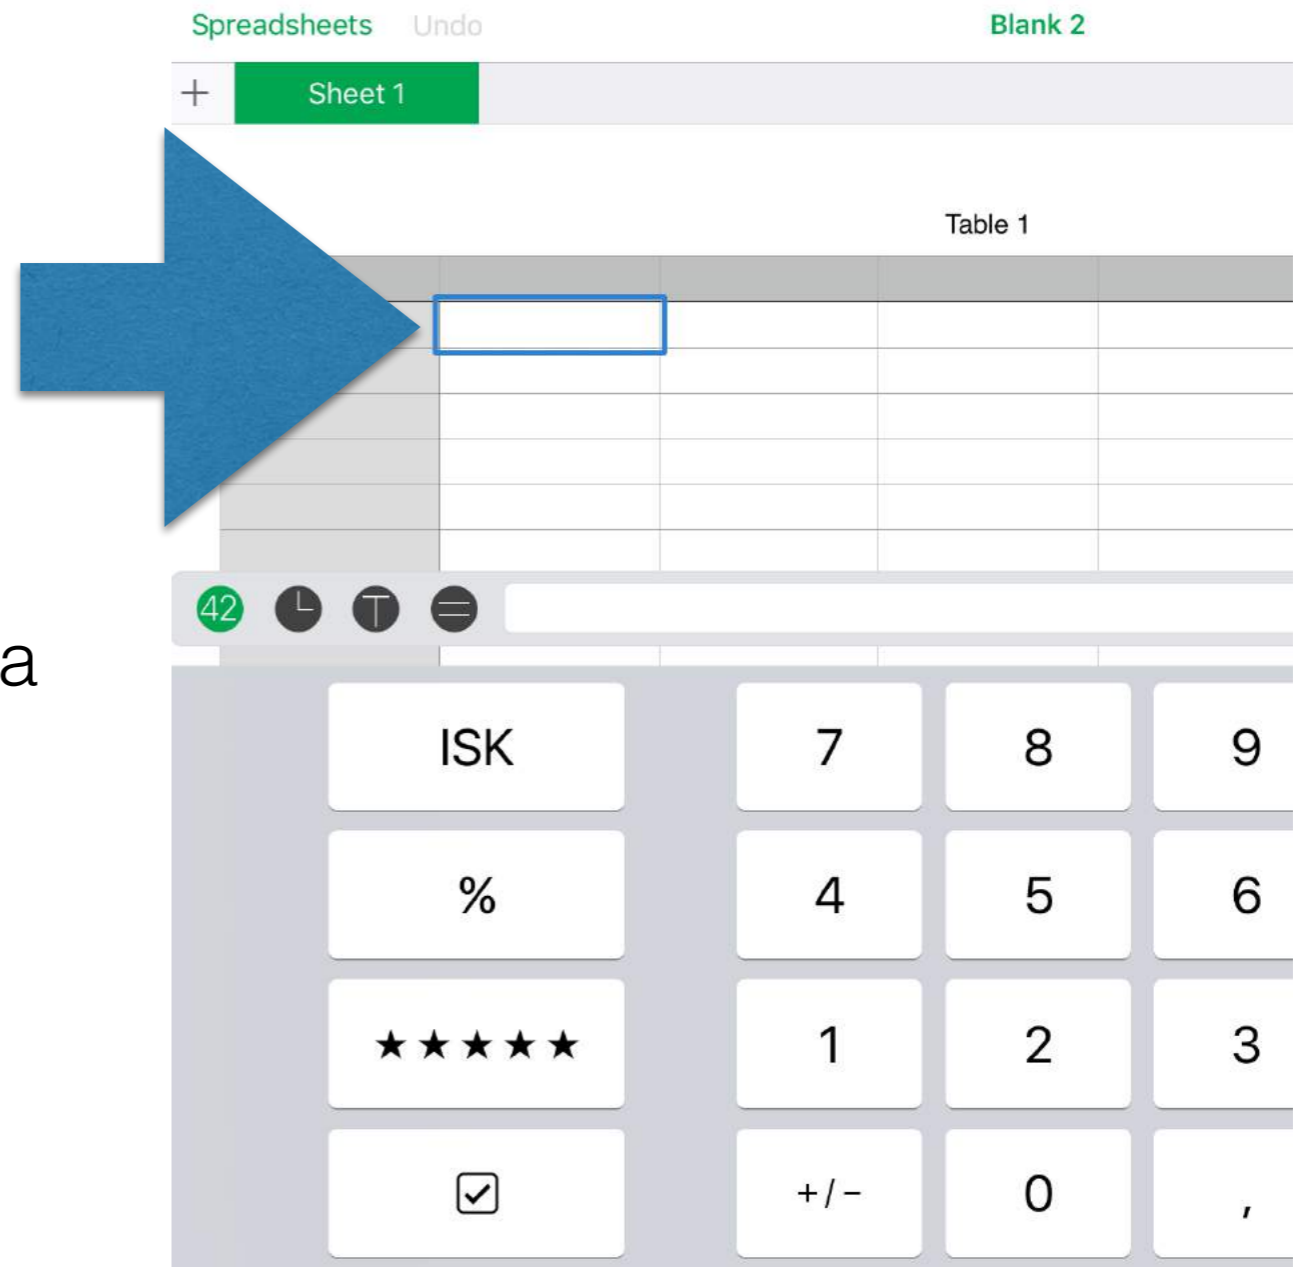 Spreadsheets Undo Blank 2
+ Sheet 1
Table 1
42 T =
a
ISK 7 8 9
% 4 5 6
★★★★★ 1 2 3
+/- 0 ,